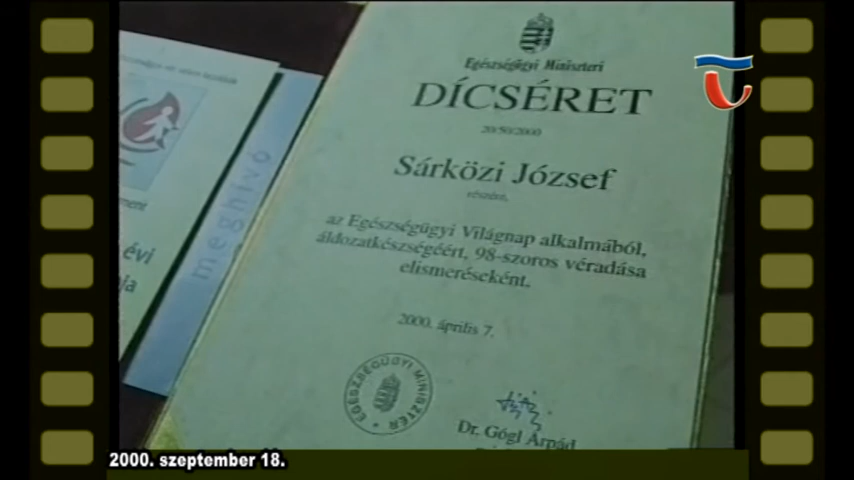 Egészségügyi Miniszteri
DÍCSÉRET
20/50/2000
Sárközi József
részére,
az Egészségügyi Világnap alkalmából,
áldozatkészségéért, 98-szoros véradása
elismeréseként.
2000. április 7.
EGÉSZSÉGÜGYI MINISZTER
Dr. Gógl Árpád
meghívó
évi
2000. szeptember 18.